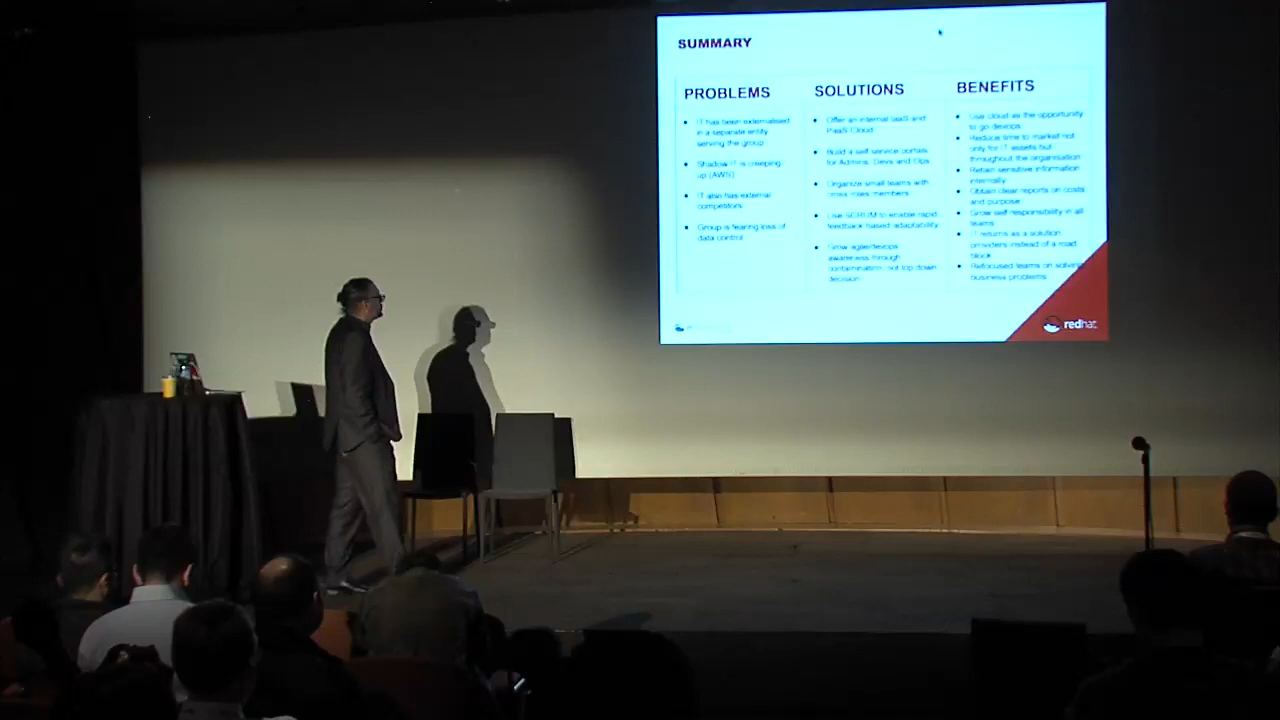 SUMMARY
PROBLEMS
• IT has been externalised
in a separate entity
serving the group
• Shadow IT is creeping
up (AWS)
• IT also has external
competitors
• Group is fearing loss of
data control
SOLUTIONS
• Offer an internal IaaS and
PaaS Cloud
• Build a self service portals
for Admins, Devs and Ops
• Organize small teams with
cross roles members
• Use SCRUM to enable rapid
feedback based adaptability
• Grow agile/devops
awareness through
contamination, not top down
decision
BENEFITS
• Use cloud as the opportunity
to go devops
• Reduce time to market not
only for IT assets but
throughout the organisation
• Retain sensitive information
internally
• Obtain clear reports on costs
and purpose
• Grow self responsibility in all
teams
• IT returns as a solution
providers instead of a road
block
• Refocused teams on solving
business problems
redhat